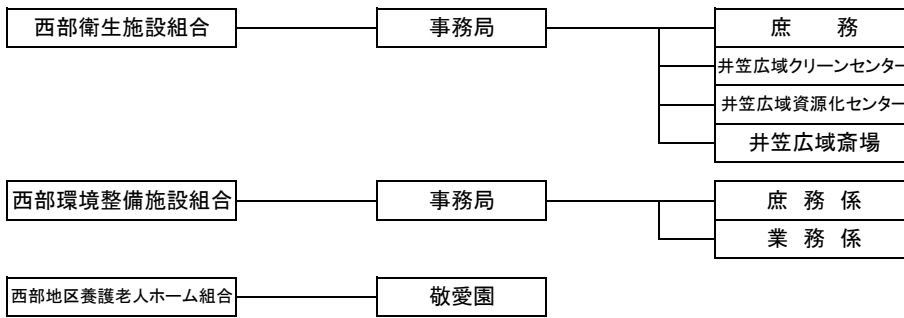 西部衛生施設組合 事務局 庶　務
井笠広域クリーンセンター
井笠広域資源化センター
井笠広域斎場
西部環境整備施設組合 事務局 庶 務 係
業 務 係
西部地区養護老人ホーム組合 敬愛園